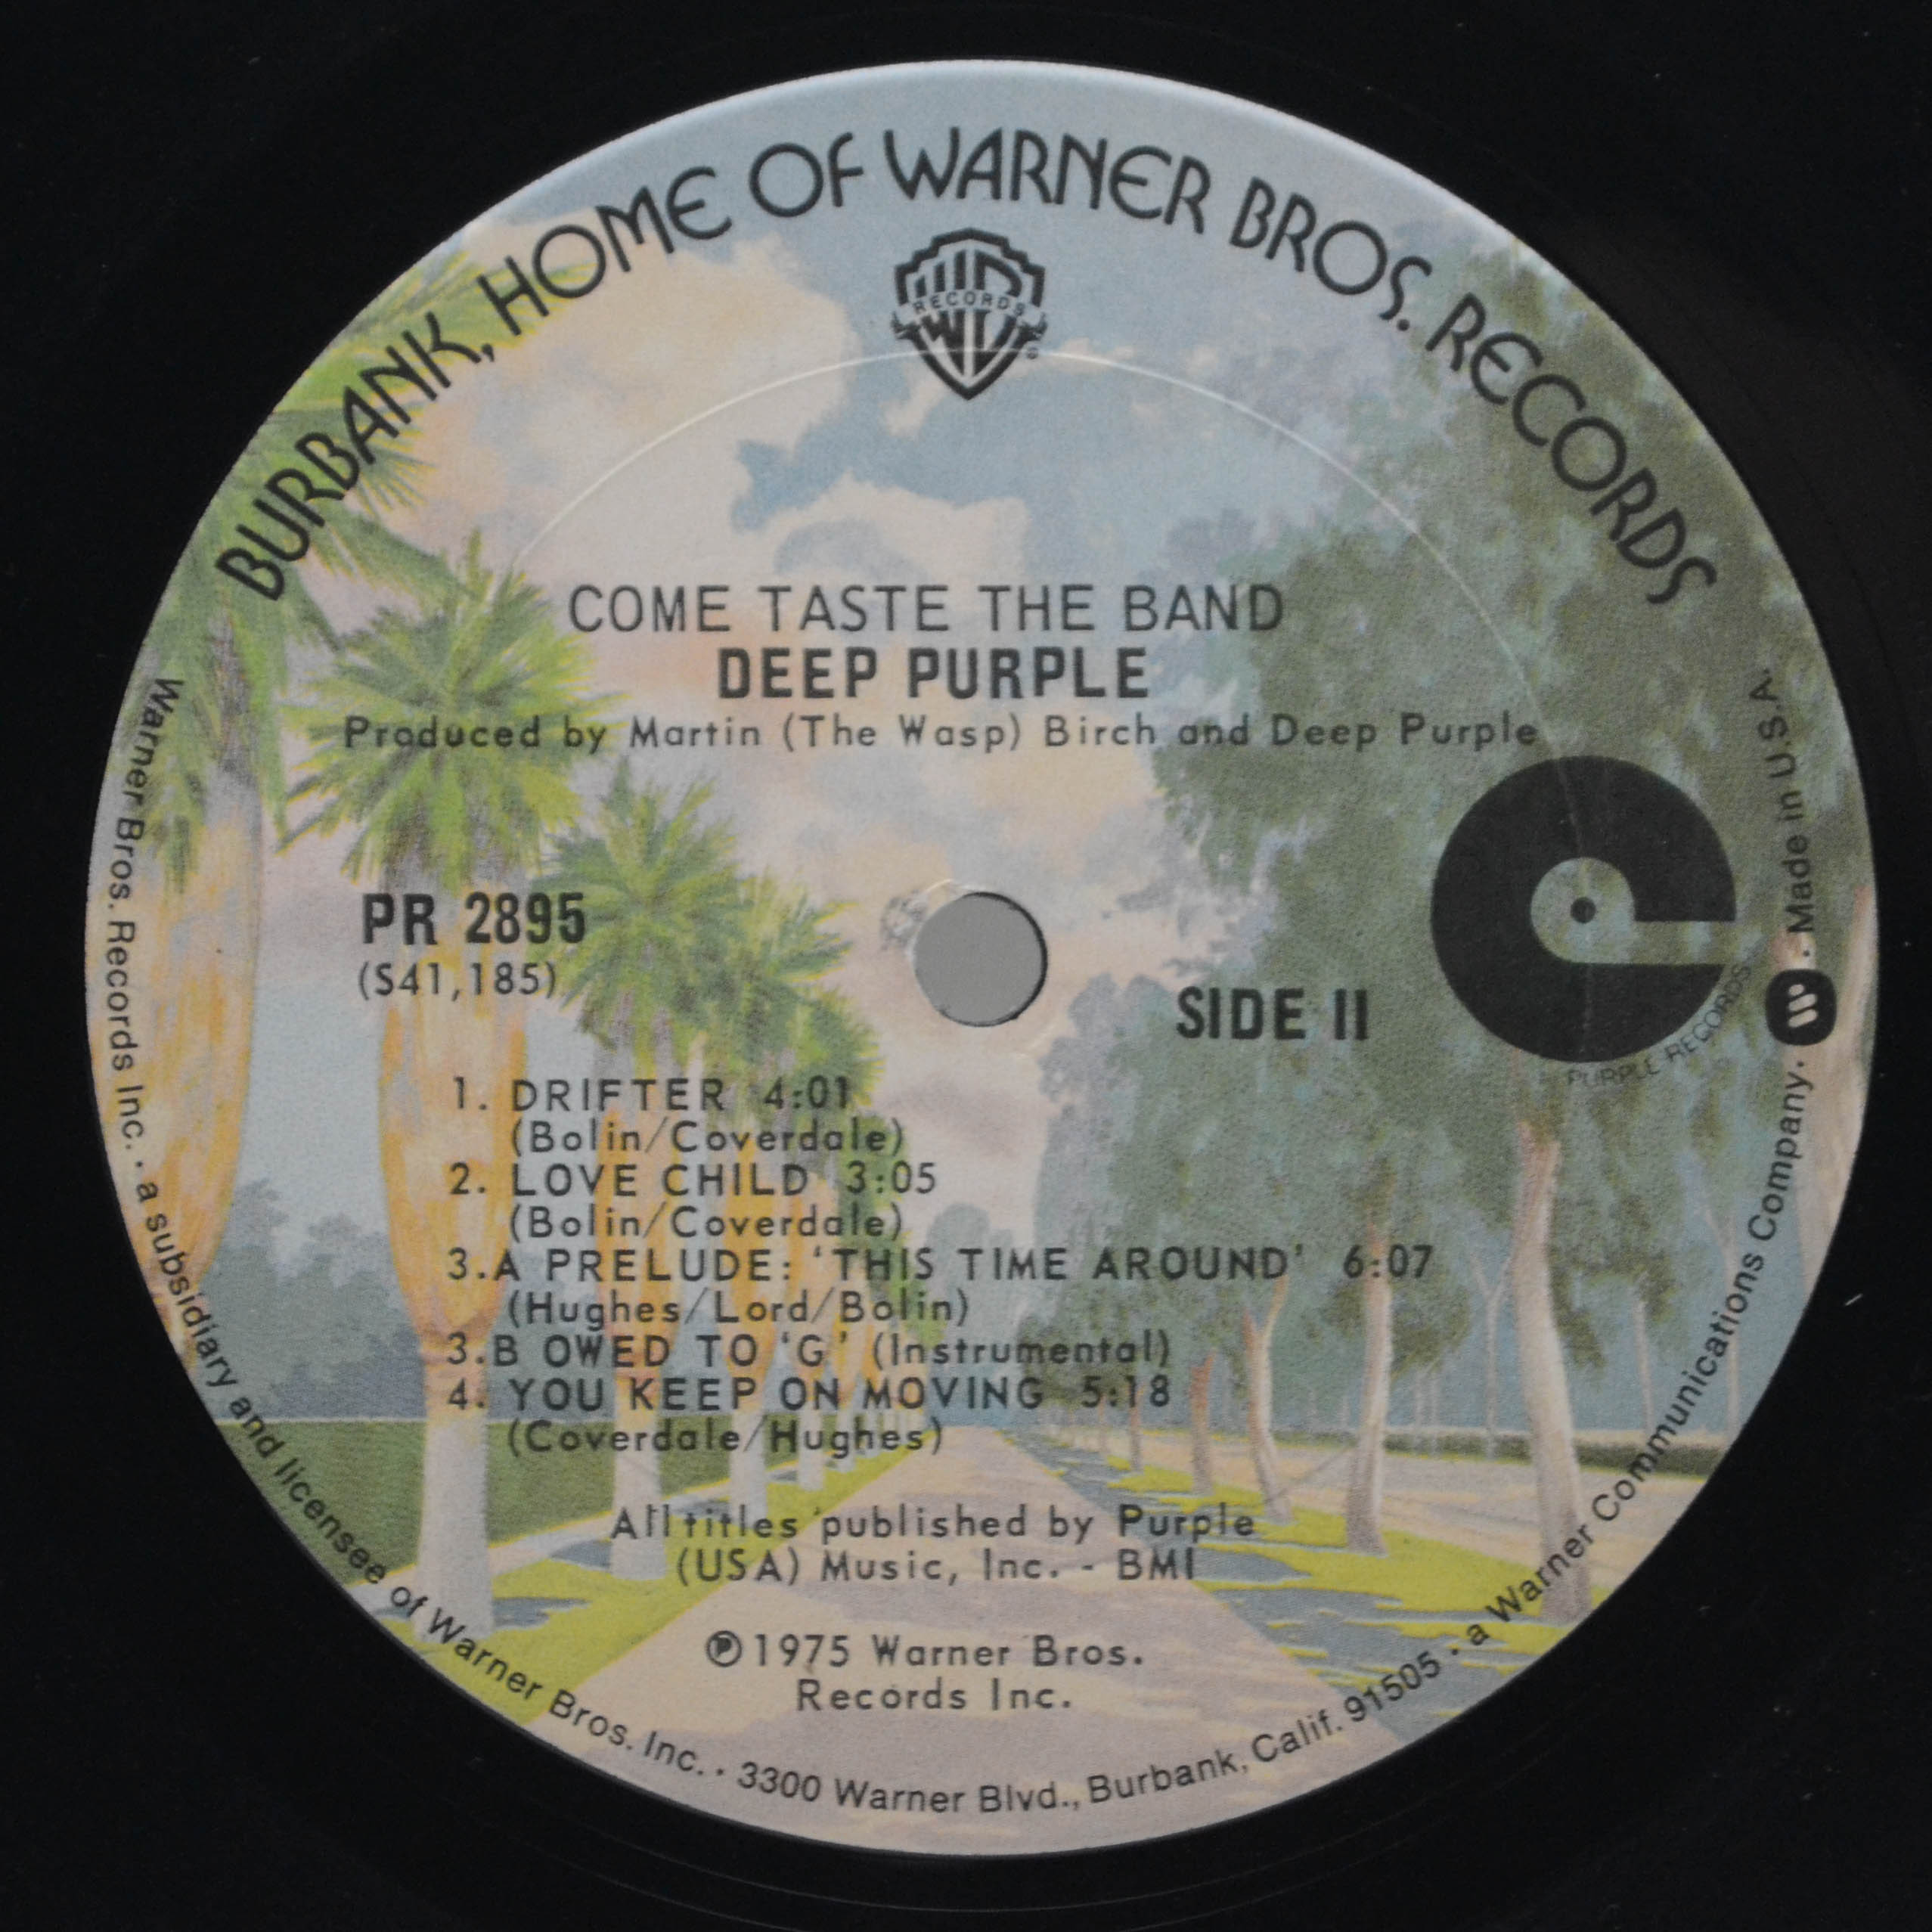 BURBANK, HOME OF WARNER BROS. RECORDS
RECORDS
COME TASTE THE BAND
DEEP PURPLE
Produced by Martin (The Wasp) Birch and Deep Purple
PR 2895
(S41,185)
SIDE II
PURPLE RECORDS
1. DRIFTER 4:01
(Bolin/Coverdale)
2. LOVE CHILD 3:05
(Bolin/Coverdale)
3.A PRELUDE: 'THIS TIME AROUND' 6:07
(Hughes/Lord/Bolin)
3.B OWED TO 'G' (Instrumental)
4. YOU KEEP ON MOVING 5:18
(Coverdale/Hughes)
All titles published by Purple
(USA) Music, Inc. - BMI
℗1975 Warner Bros.
Records Inc.
Warner Bros. Records Inc. · a subsidiary and licensee of Warner Bros. Inc. · 3300 Warner Blvd., Burbank, Calif. 91505 · a Warner Communications Company. · Made in U.S.A.